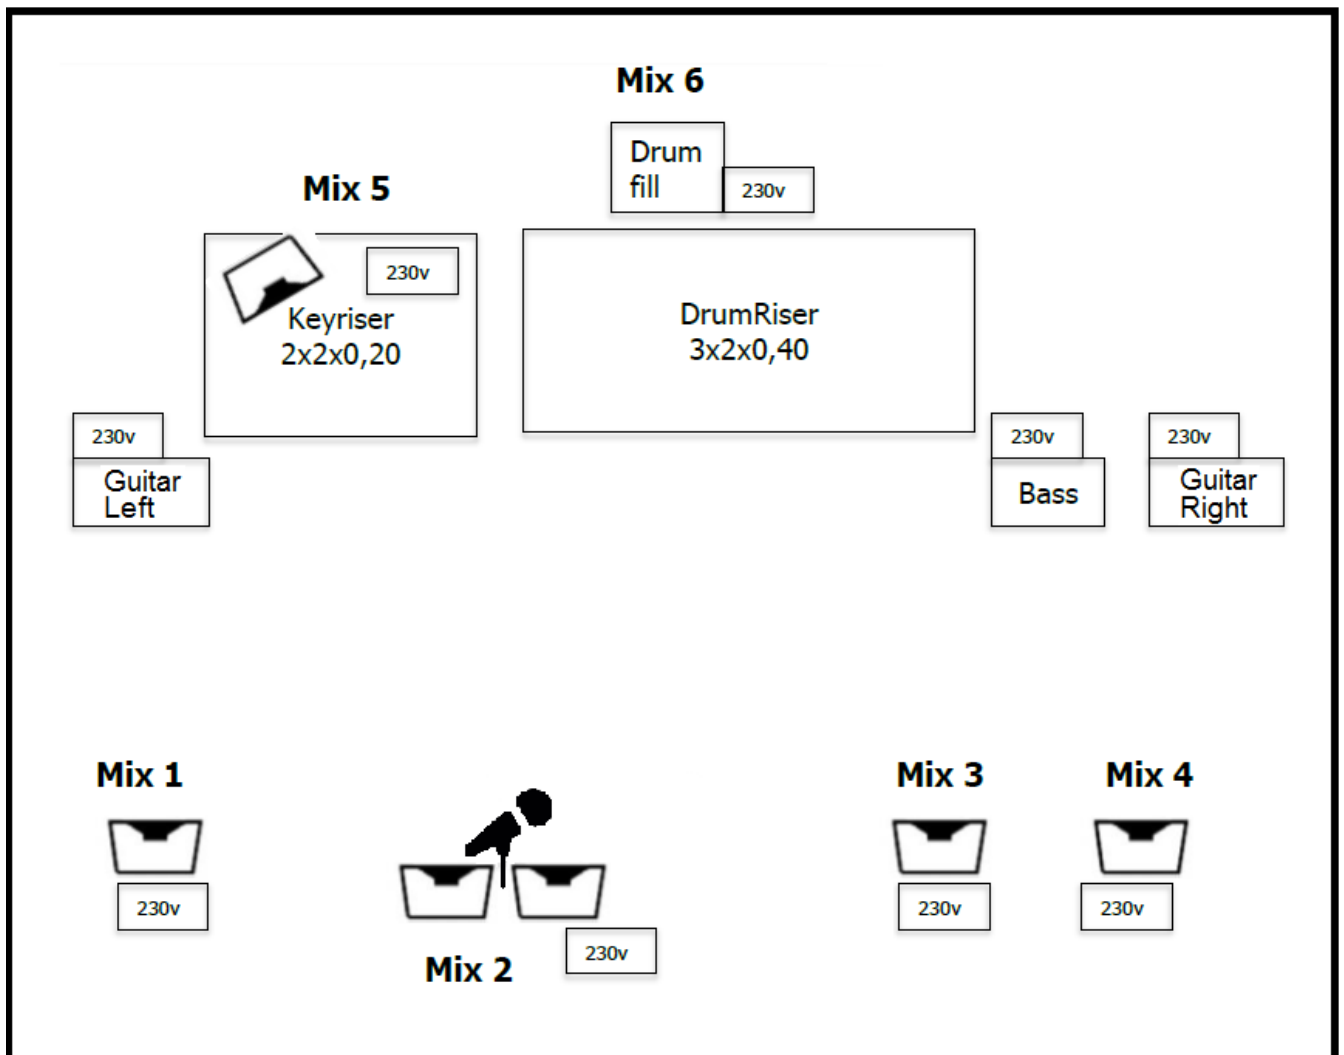 Mix 6
Drum
fill
230v
Mix 5
230v
Keyriser
2x2x0,20
DrumRiser
3x2x0,40
230v
Guitar
Left
230v
Bass
230v
Guitar
Right
Mix 1
230v
Mix 2
230v
Mix 3
230v
Mix 4
230v